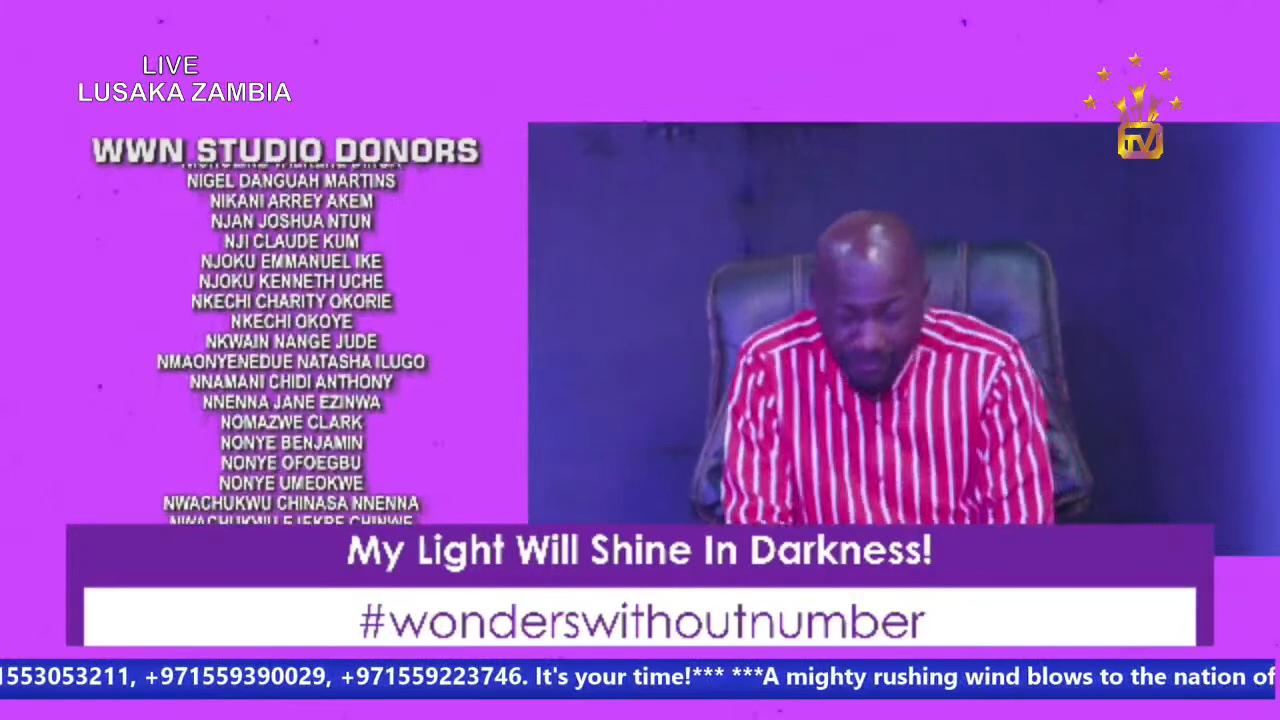 LIVE
LUSAKA ZAMBIA
TV
WWN STUDIO DONORS
NIGEL DANGUAH MARTINS
NIKANI ARREY AKEM
NJAN JOSHUA NTUN
NJI CLAUDE KUM
NJOKU EMMANUEL IKE
NJOKU KENNETH UCHE
NKECHI CHARITY OKORIE
NKECHI OKOYE
NKWAIN NANGE JUDE
NMAONYENEDUE NATASHA ILUGO
NNAMANI CHIDI ANTHONY
NNENNA JANE EZINWA
NOMAZWE CLARK
NONYE BENJAMIN
NONYE OFOEGBU
NONYE UMEOKWE
NWACHUKWU CHINASA NNENNA
My Light Will Shine In Darkness!
#wonderswithoutnumber
1553053211, +971559390029, +971559223746. It's your time!*** ***A mighty rushing wind blows to the nation of